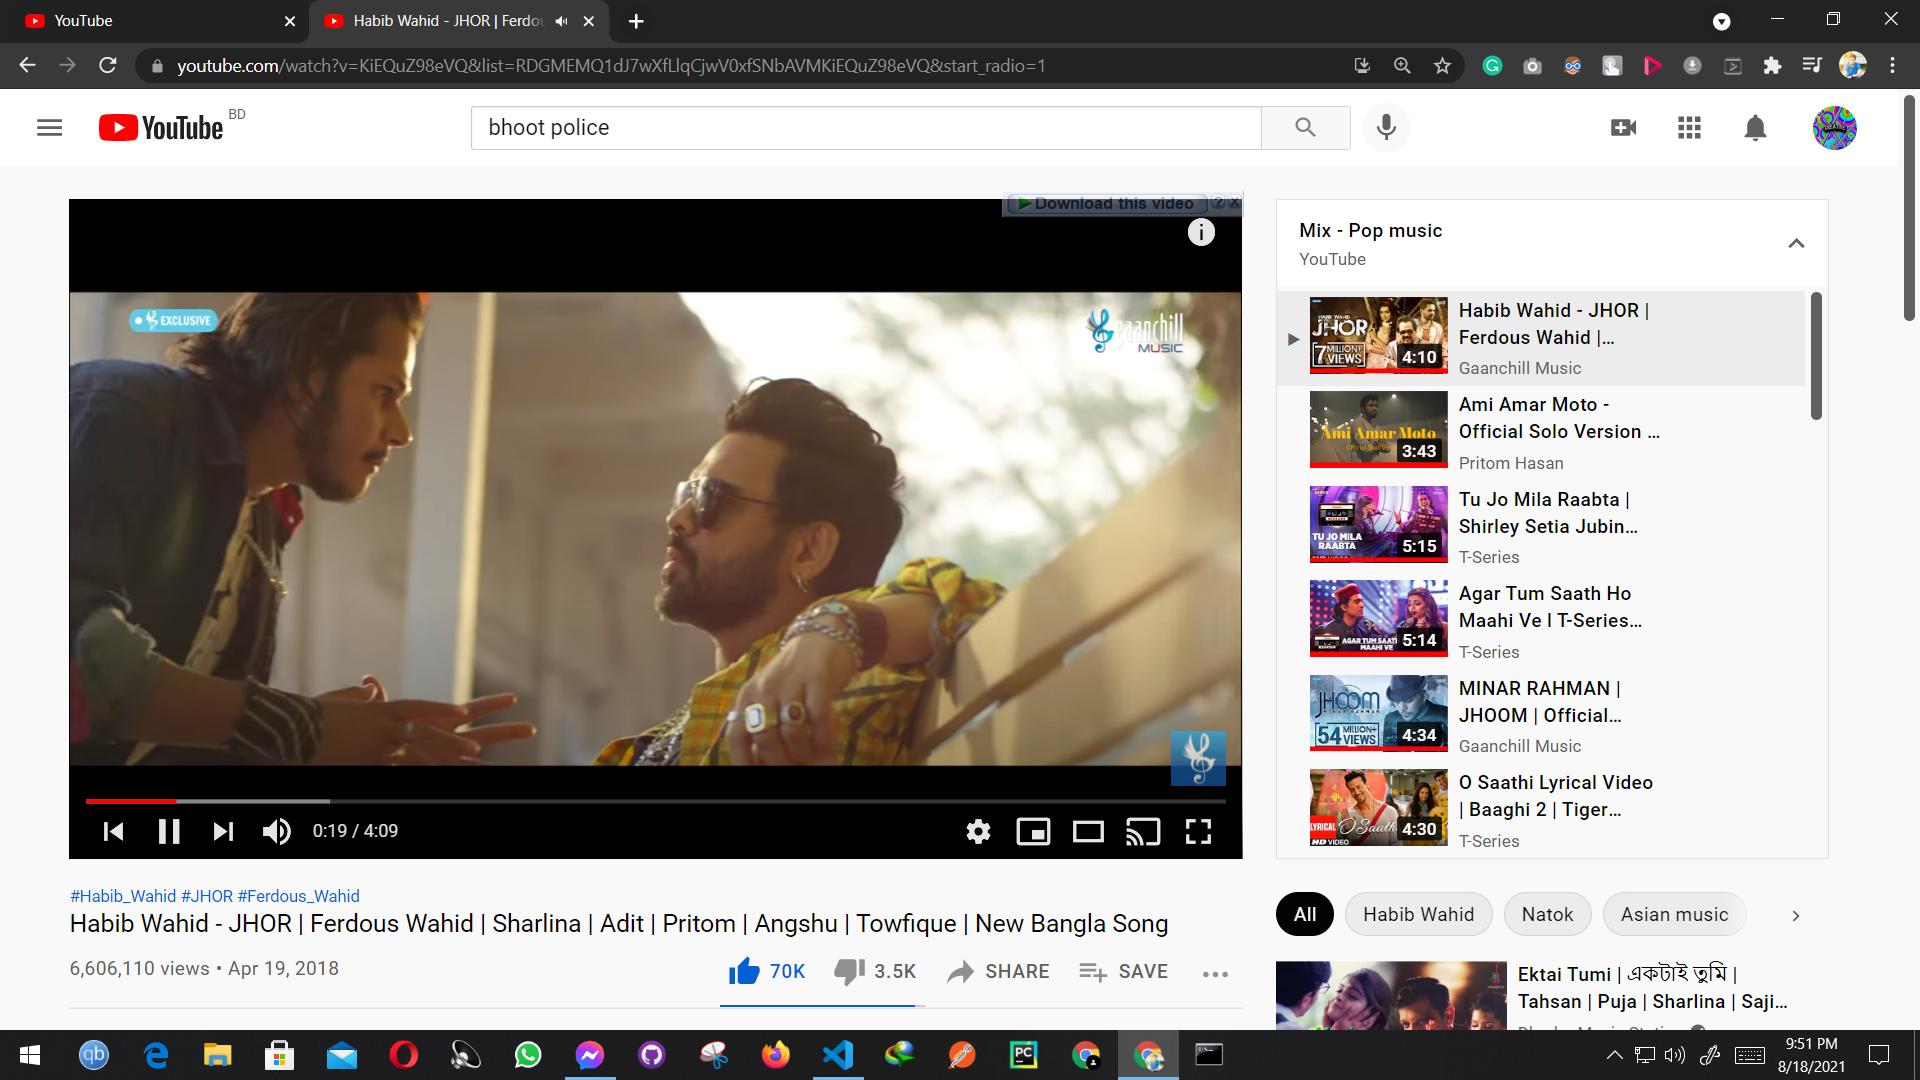 YouTube
Habib Wahid - JHOR | Ferdou
youtube.com/watch?v=KiEQuZ98eVQ&list=RDGMEMQ1dJ7wXfLlqCjwV0xfSNbAVMKiEQuZ98eVQ&start_radio=1
YouTube BD
bhoot police
Download this video
EXCLUSIVE
gaanchill
MUSIC
0:19 / 4:09
#Habib_Wahid #JHOR #Ferdous_Wahid
Habib Wahid - JHOR | Ferdous Wahid | Sharlina | Adit | Pritom | Angshu | Towfique | New Bangla Song
6,606,110 views • Apr 19, 2018
70K 3.5K SHARE SAVE
Mix - Pop music
YouTube
HABIB WAHID
JHOR
7 MILLION+
VIEWS
4:10
Habib Wahid - JHOR |
Ferdous Wahid |...
Gaanchill Music
Ami Amar Moto
3:43
Ami Amar Moto -
Official Solo Version ...
Pritom Hasan
TU JO MILA
RAABTA
5:15
Tu Jo Mila Raabta |
Shirley Setia Jubin...
T-Series
AGAR TUM SAATH
MAAHI VE
5:14
Agar Tum Saath Ho
Maahi Ve l T-Series...
T-Series
JHOOM
MINAR RAHMAN
54 MILLION+
VIEWS
4:34
MINAR RAHMAN |
JHOOM | Official...
Gaanchill Music
LYRICAL O Saathi
HD VIDEO
4:30
O Saathi Lyrical Video
| Baaghi 2 | Tiger...
T-Series
All Habib Wahid Natok Asian music
Ektai Tumi | একটাই তুমি |
Tahsan | Puja | Sharlina | Saji...
qb
PC
9:51 PM
8/18/2021